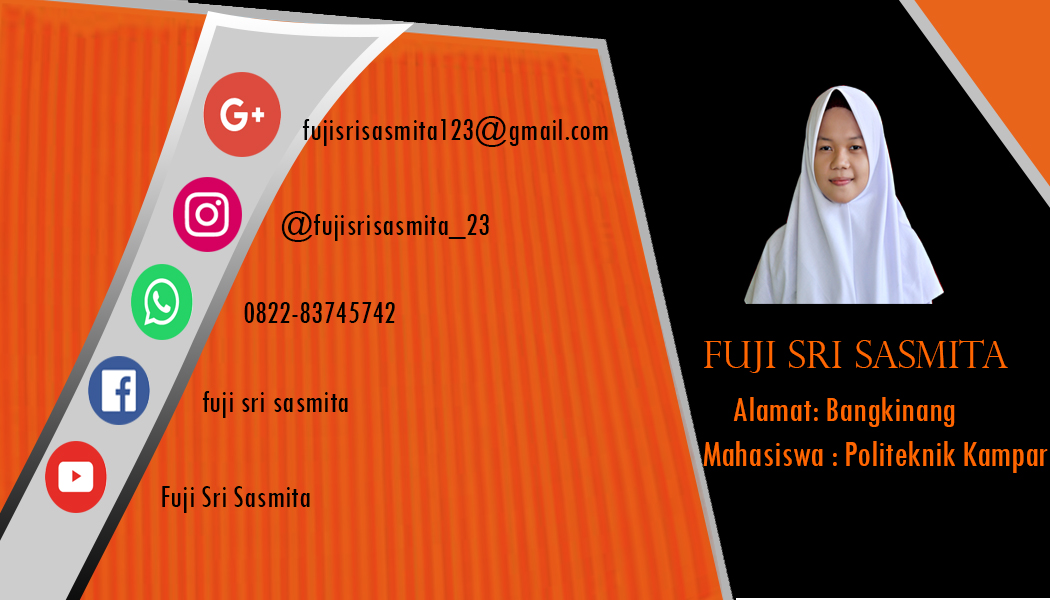 fujisrisasmita123@gmail.com
@fujisrisasmita_23
0822-83745742
fuji sri sasmita
Fuji Sri Sasmita
FUJI SRI SASMITA
Alamat: Bangkinang
Mahasiswa : Politeknik Kampar